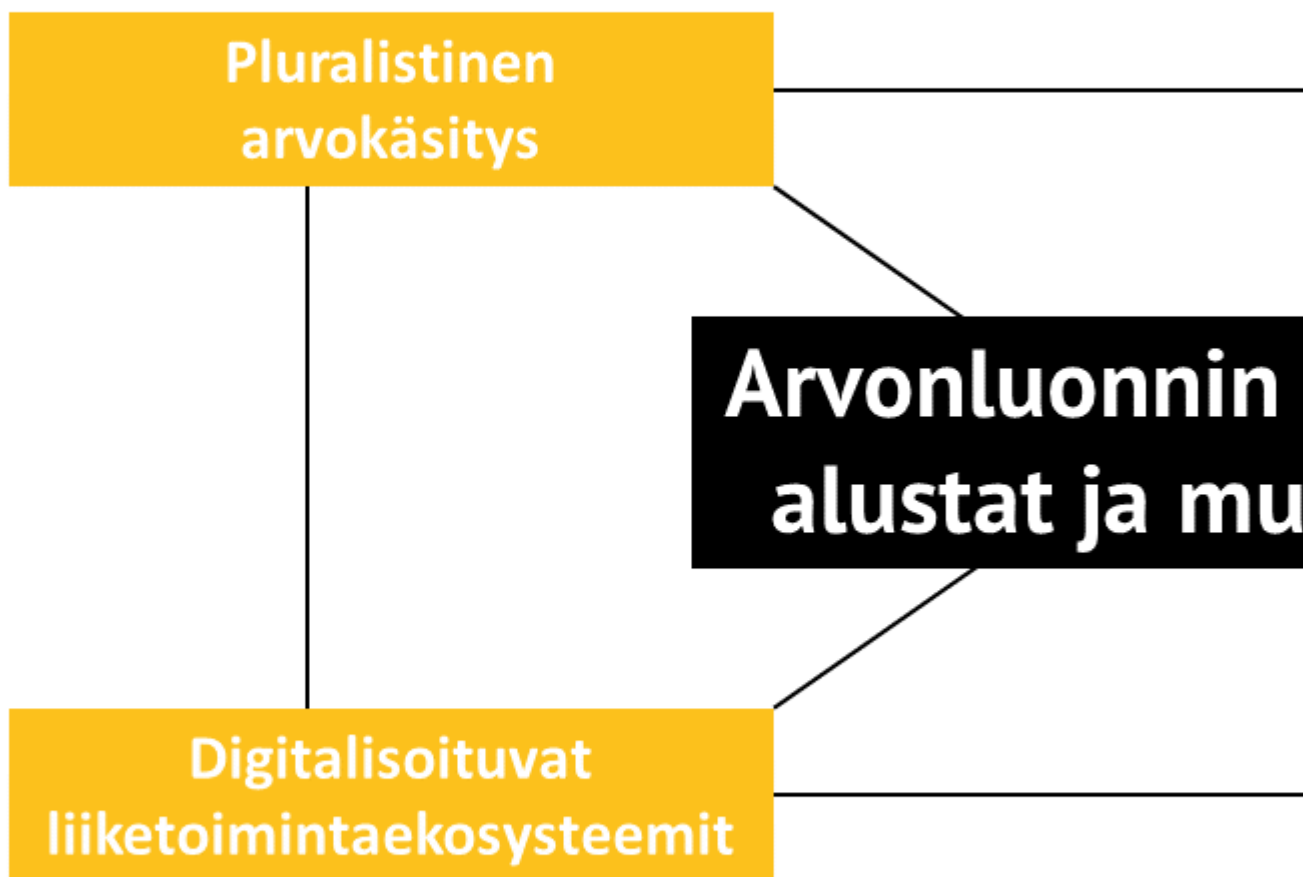 Pluralistinen
arvokäsitys
Arvonluonnin
alustat ja mu
Digitalisoituvat
liiketoimintaekosysteemit